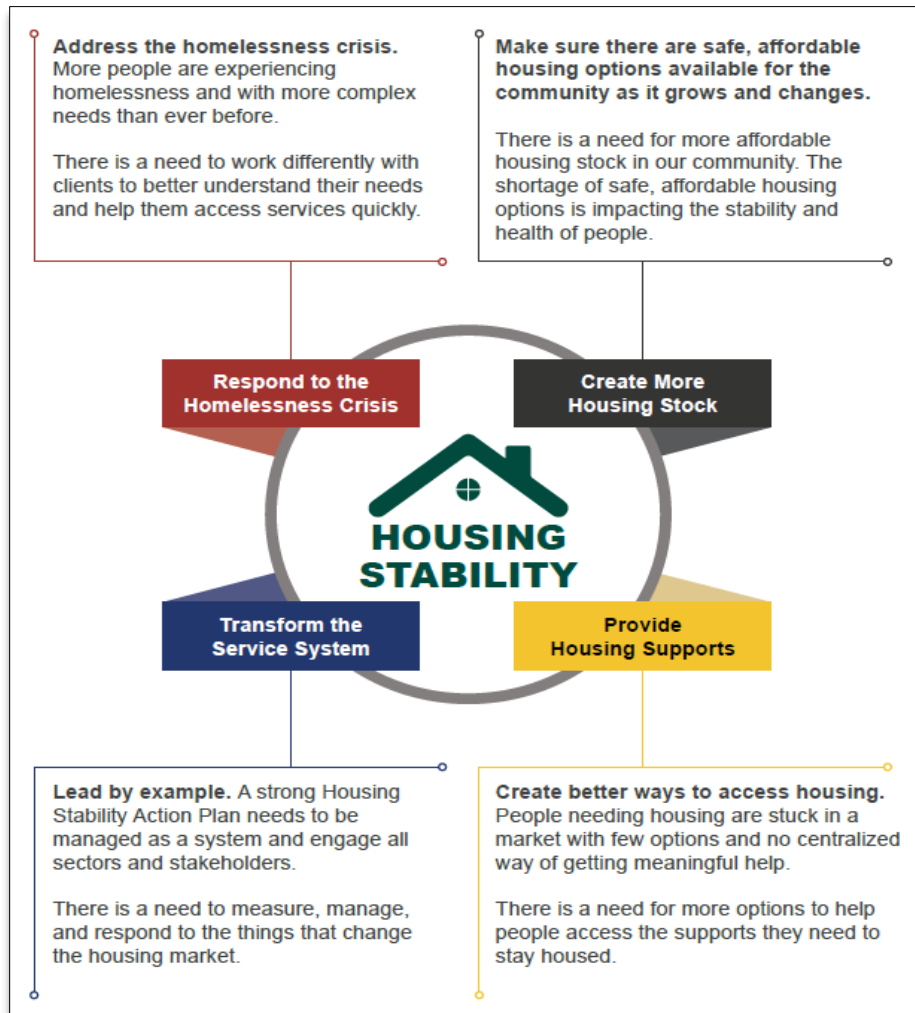 Address the homelessness crisis.
More people are experiencing
homelessness and with more complex
needs than ever before.
There is a need to work differently with
clients to better understand their needs
and help them access services quickly.
Make sure there are safe, affordable
housing options available for the
community as it grows and changes.
There is a need for more affordable
housing stock in our community. The
shortage of safe, affordable housing
options is impacting the stability and
health of people.
Respond to the
Homelessness Crisis
Create More
Housing Stock
HOUSING
STABILITY
Transform the
Service System
Provide
Housing Supports
Lead by example. A strong Housing
Stability Action Plan needs to be
managed as a system and engage all
sectors and stakeholders.
There is a need to measure, manage,
and respond to the things that change
the housing market.
Create better ways to access housing.
People needing housing are stuck in a
market with few options and no centralized
way of getting meaningful help.
There is a need for more options to help
people access the supports they need to
stay housed.